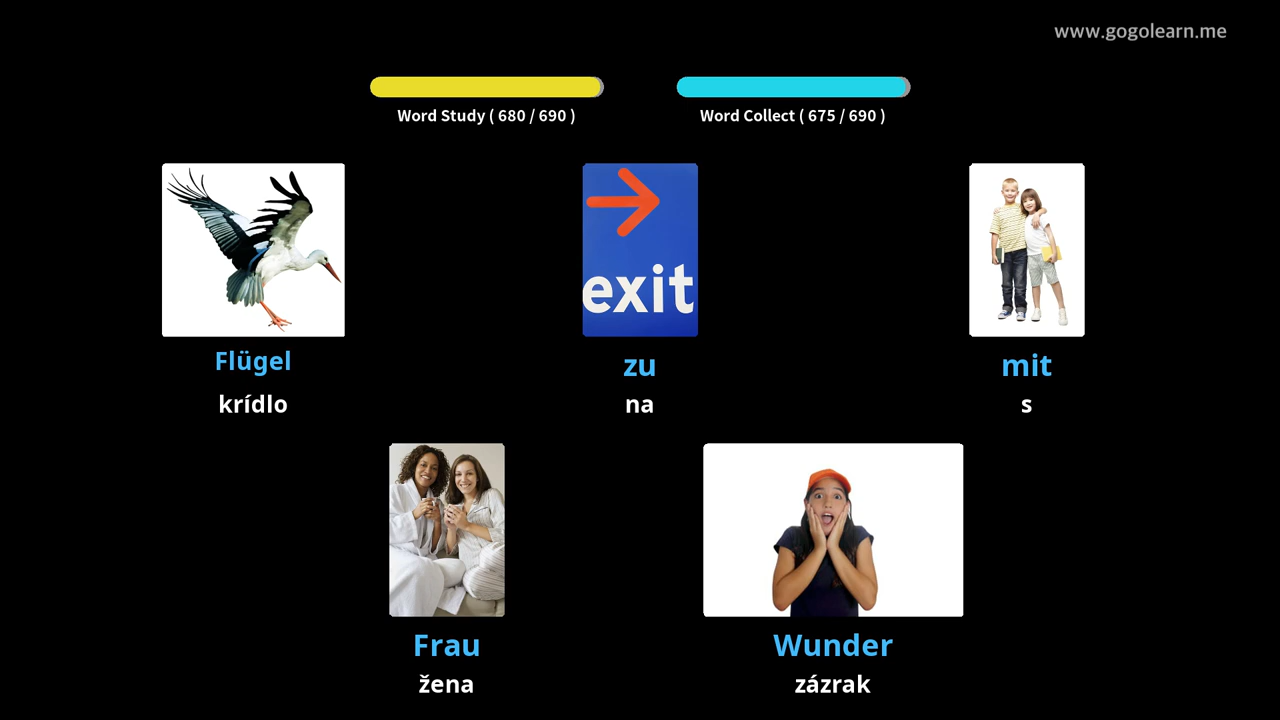 www.gogolearn.me
Word Study ( 680 / 690 )
Word Collect ( 675 / 690 )
exit
Flügel
krídlo
zu
na
mit
s
Frau
žena
Wunder
zázrak